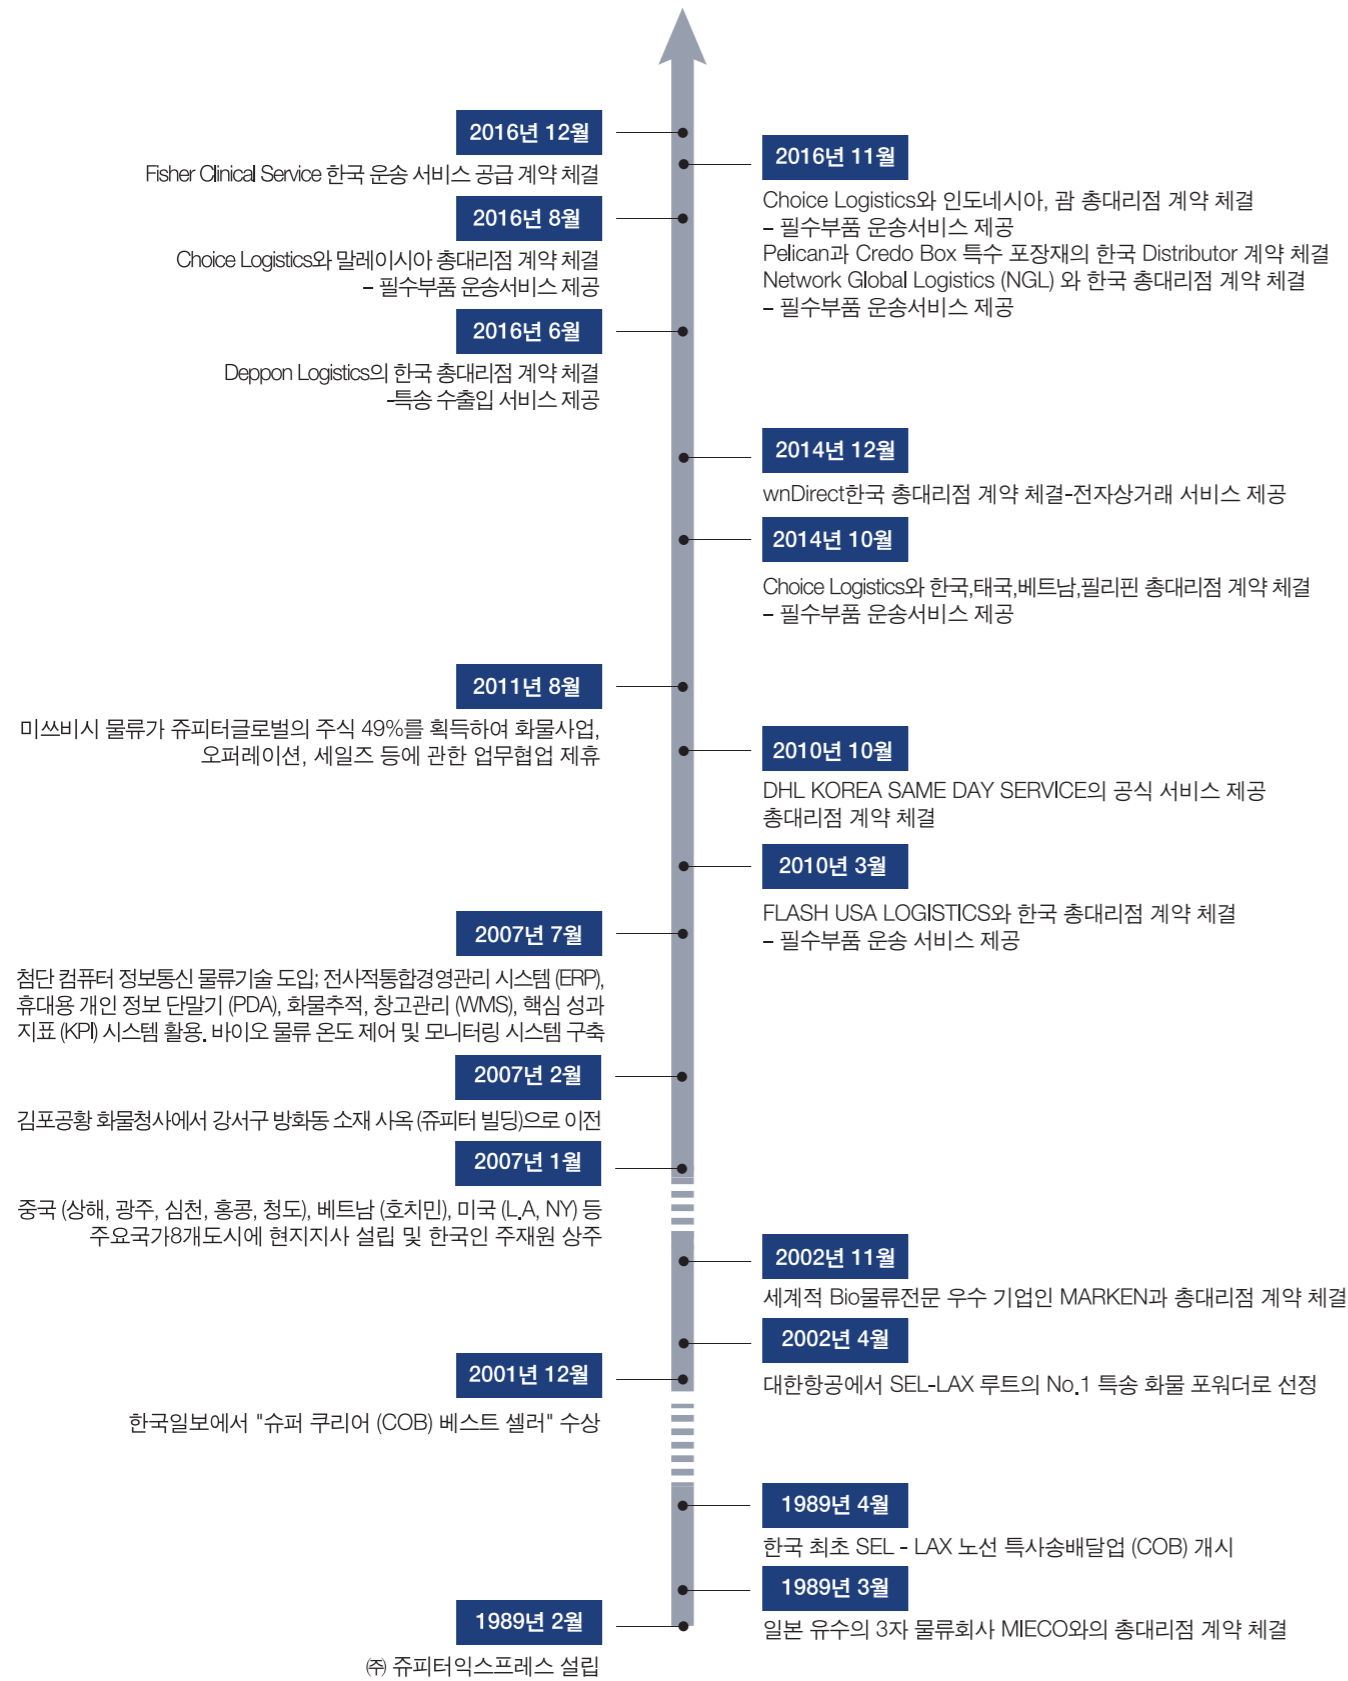 2016년 12월
Fisher Clinical Service 한국 운송 서비스 공급 계약 체결
2016년 11월
Choice Logistics와 인도네시아, 괌 총대리점 계약 체결
– 필수부품 운송서비스 제공
Pelican과 Credo Box 특수 포장재의 한국 Distributor 계약 체결
Network Global Logistics (NGL) 와 한국 총대리점 계약 체결
– 필수부품 운송서비스 제공
2016년 8월
Choice Logistics와 말레이시아 총대리점 계약 체결
– 필수부품 운송서비스 제공
2016년 6월
Deppon Logistics의 한국 총대리점 계약 체결
-특송 수출입 서비스 제공
2014년 12월
wnDirect한국 총대리점 계약 체결-전자상거래 서비스 제공
2014년 10월
Choice Logistics와 한국,태국,베트남,필리핀 총대리점 계약 체결
– 필수부품 운송서비스 제공
2011년 8월
미쓰비시 물류가 쥬피터글로벌의 주식 49%를 획득하여 화물사업,
오퍼레이션, 세일즈 등에 관한 업무협업 제휴
2010년 10월
DHL KOREA SAME DAY SERVICE의 공식 서비스 제공
총대리점 계약 체결
2010년 3월
FLASH USA LOGISTICS와 한국 총대리점 계약 체결
– 필수부품 운송 서비스 제공
2007년 7월
첨단 컴퓨터 정보통신 물류기술 도입; 전사적통합경영관리 시스템 (ERP),
휴대용 개인 정보 단말기 (PDA), 화물추적, 창고관리 (WMS), 핵심 성과
지표 (KPI) 시스템 활용. 바이오 물류 온도 제어 및 모니터링 시스템 구축
2007년 2월
김포공황 화물청사에서 강서구 방화동 소재 사옥 (쥬피터 빌딩)으로 이전
2007년 1월
중국 (상해, 광주, 심천, 홍콩, 청도), 베트남 (호치민), 미국 (L.A, NY) 등
주요국가8개도시에 현지지사 설립 및 한국인 주재원 상주
2002년 11월
세계적 Bio물류전문 우수 기업인 MARKEN과 총대리점 계약 체결
2002년 4월
대한항공에서 SEL-LAX 루트의 No.1 특송 화물 포워더로 선정
2001년 12월
한국일보에서 "슈퍼 쿠리어 (COB) 베스트 셀러" 수상
1989년 4월
한국 최초 SEL - LAX 노선 특사송배달업 (COB) 개시
1989년 3월
일본 유수의 3자 물류회사 MIECO와의 총대리점 계약 체결
1989년 2월
㈜ 쥬피터익스프레스 설립